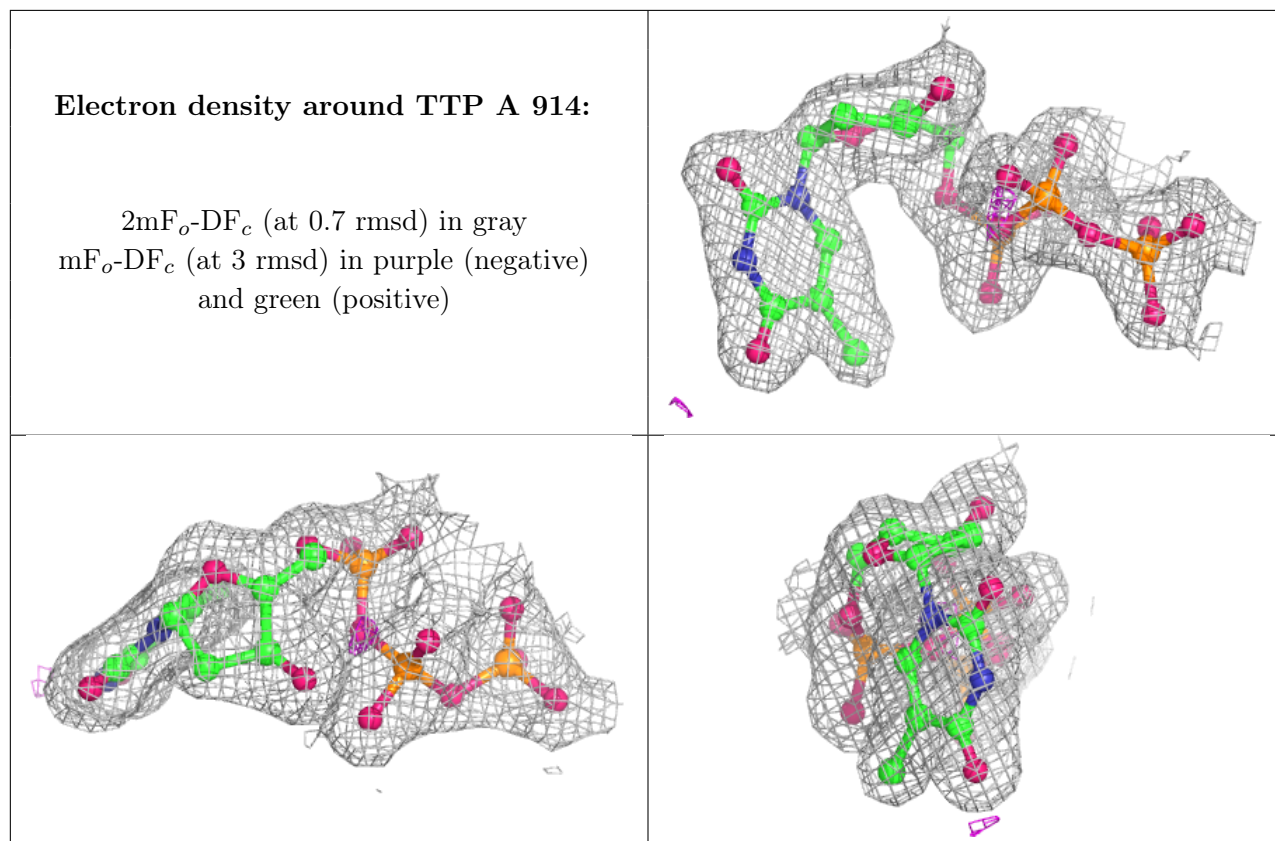 Electron density around TTP A 914:
2mFo-DFc (at 0.7 rmsd) in gray
mFo-DFc (at 3 rmsd) in purple (negative)
and green (positive)